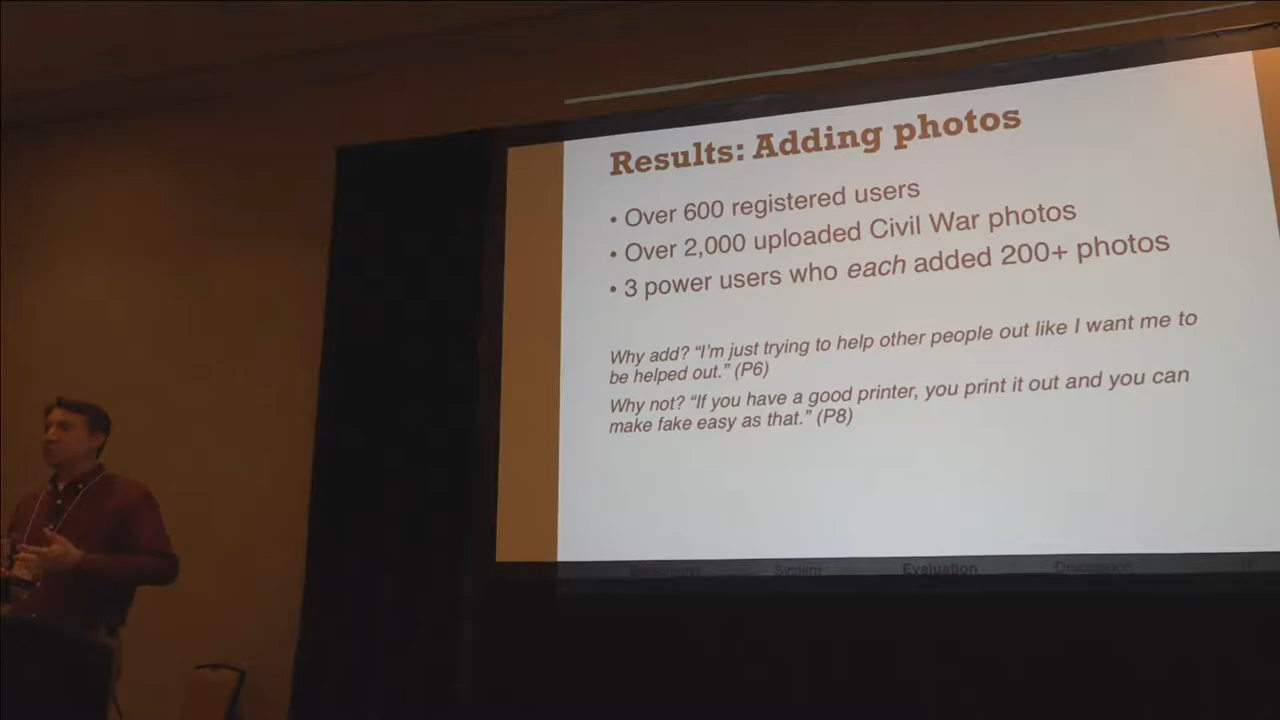 Results: Adding photos
• Over 600 registered users
• Over 2,000 uploaded Civil War photos
• 3 power users who each added 200+ photos
Why add? “I’m just trying to help other people out like I want me to
be helped out.” (P6)
Why not? “If you have a good printer, you print it out and you can
make fake easy as that.” (P8)
Background System Evaluation Discussion